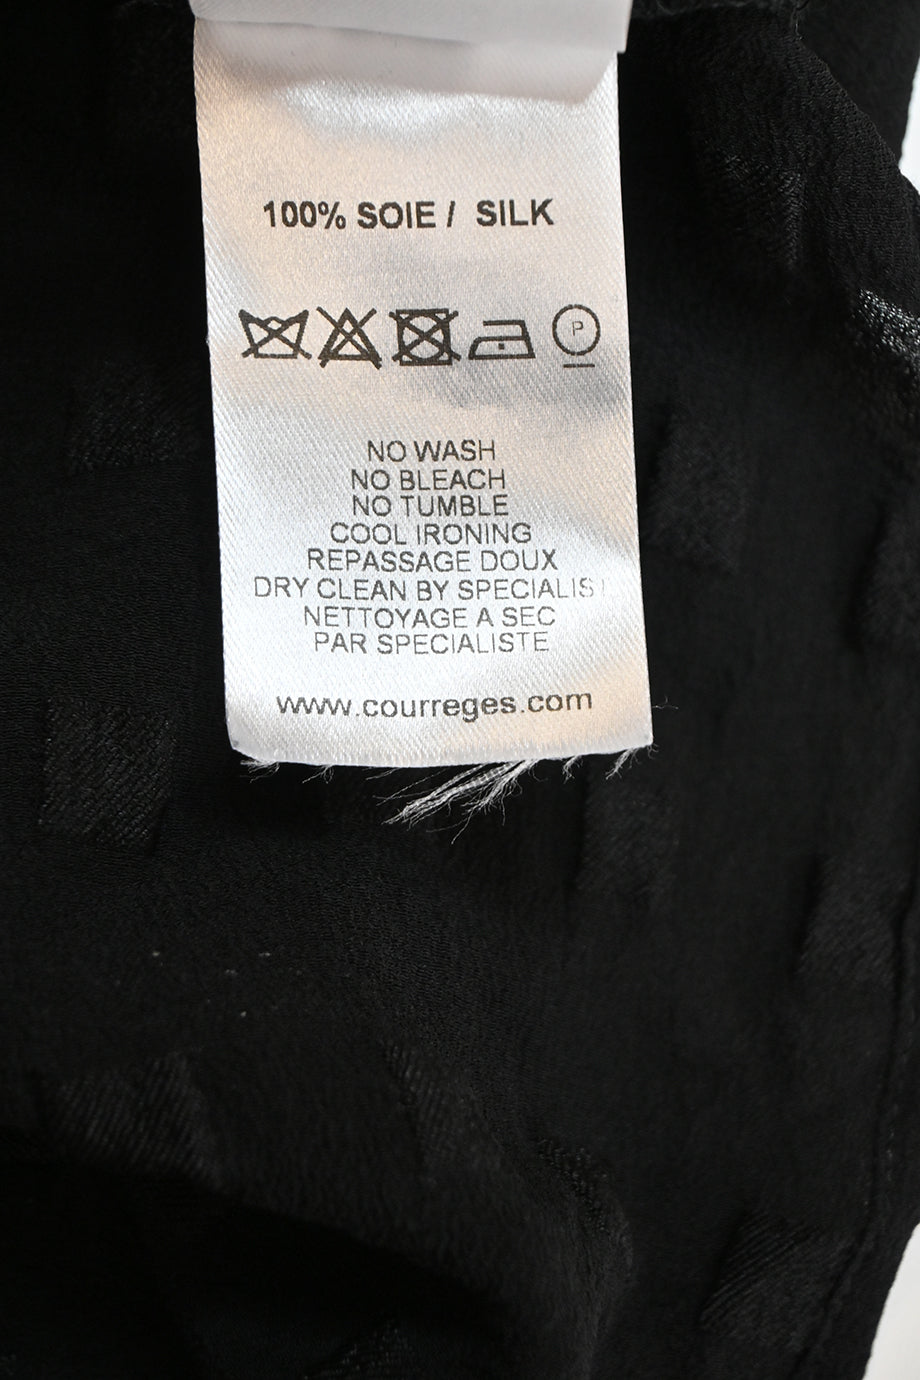 100% SOIE / SILK
P
NO WASH
NO BLEACH
NO TUMBLE
COOL IRONING
REPASSAGE DOUX
DRY CLEAN BY SPECIALIST
NETTOYAGE A SEC
PAR SPECIALISTE
www.courreges.com